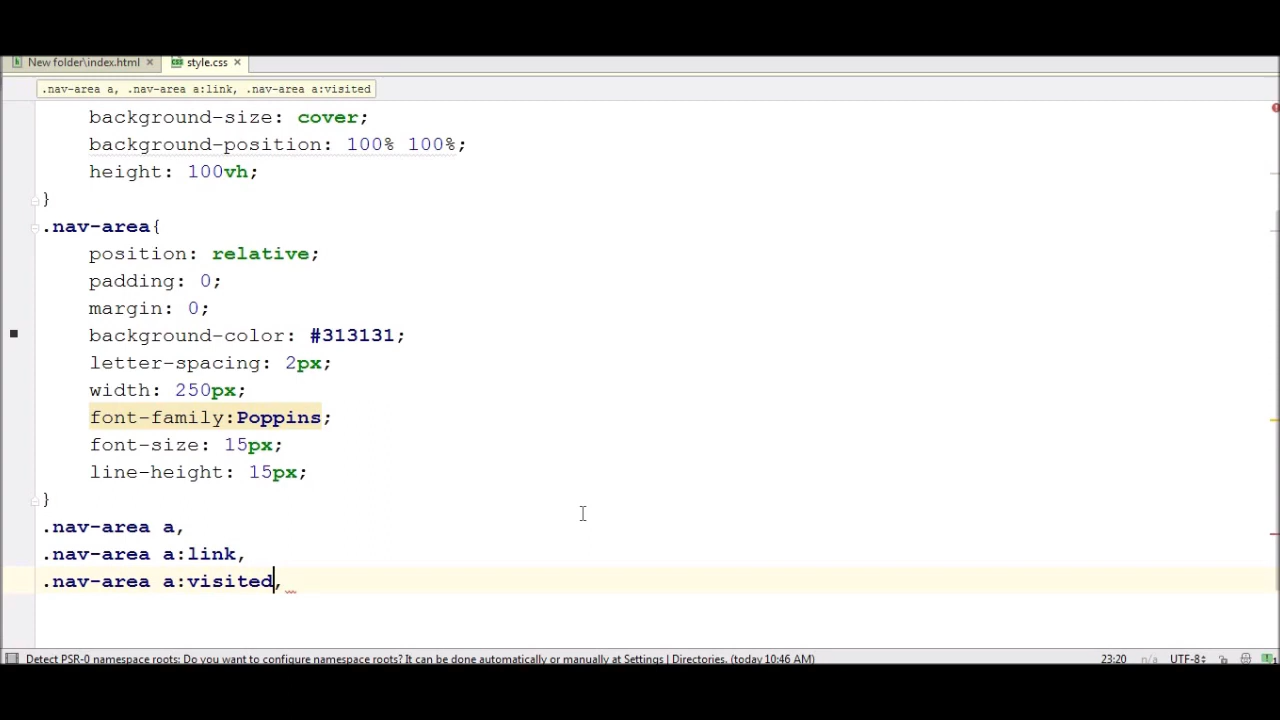 New folder\index.html
style.css
.nav-area a, .nav-area a:link, .nav-area a:visited
background-size: cover;
background-position: 100% 100%;
height: 100vh;
}
.nav-area{
position: relative;
padding: 0;
margin: 0;
background-color: #313131;
letter-spacing: 2px;
width: 250px;
font-family:Poppins;
font-size: 15px;
line-height: 15px;
}
.nav-area a,
.nav-area a:link,
.nav-area a:visited,
Detect PSR-0 namespace roots: Do you want to configure namespace roots? It can be done automatically or manually at Settings | Directories. (today 10:46 AM)
23:20 n/a UTF-8